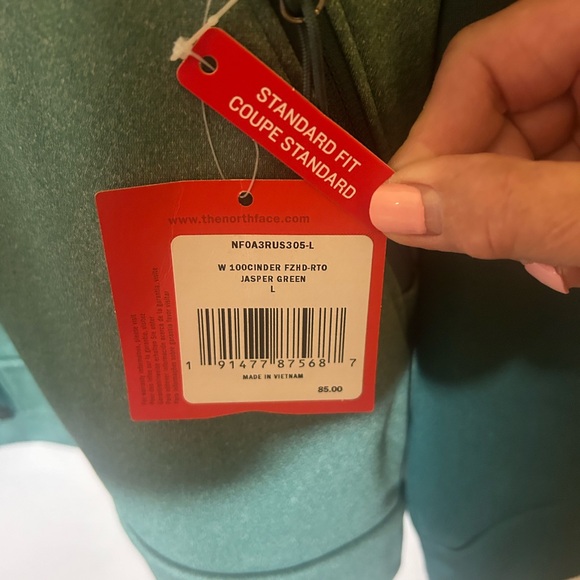 STANDARD FIT
COUPE STANDARD
www.thenorthface.com
NF0A3RUS305-L
W 100CINDER FZHD-RTO
JASPER GREEN
L
1 91477 87568 7
MADE IN VIETNAM
85.00